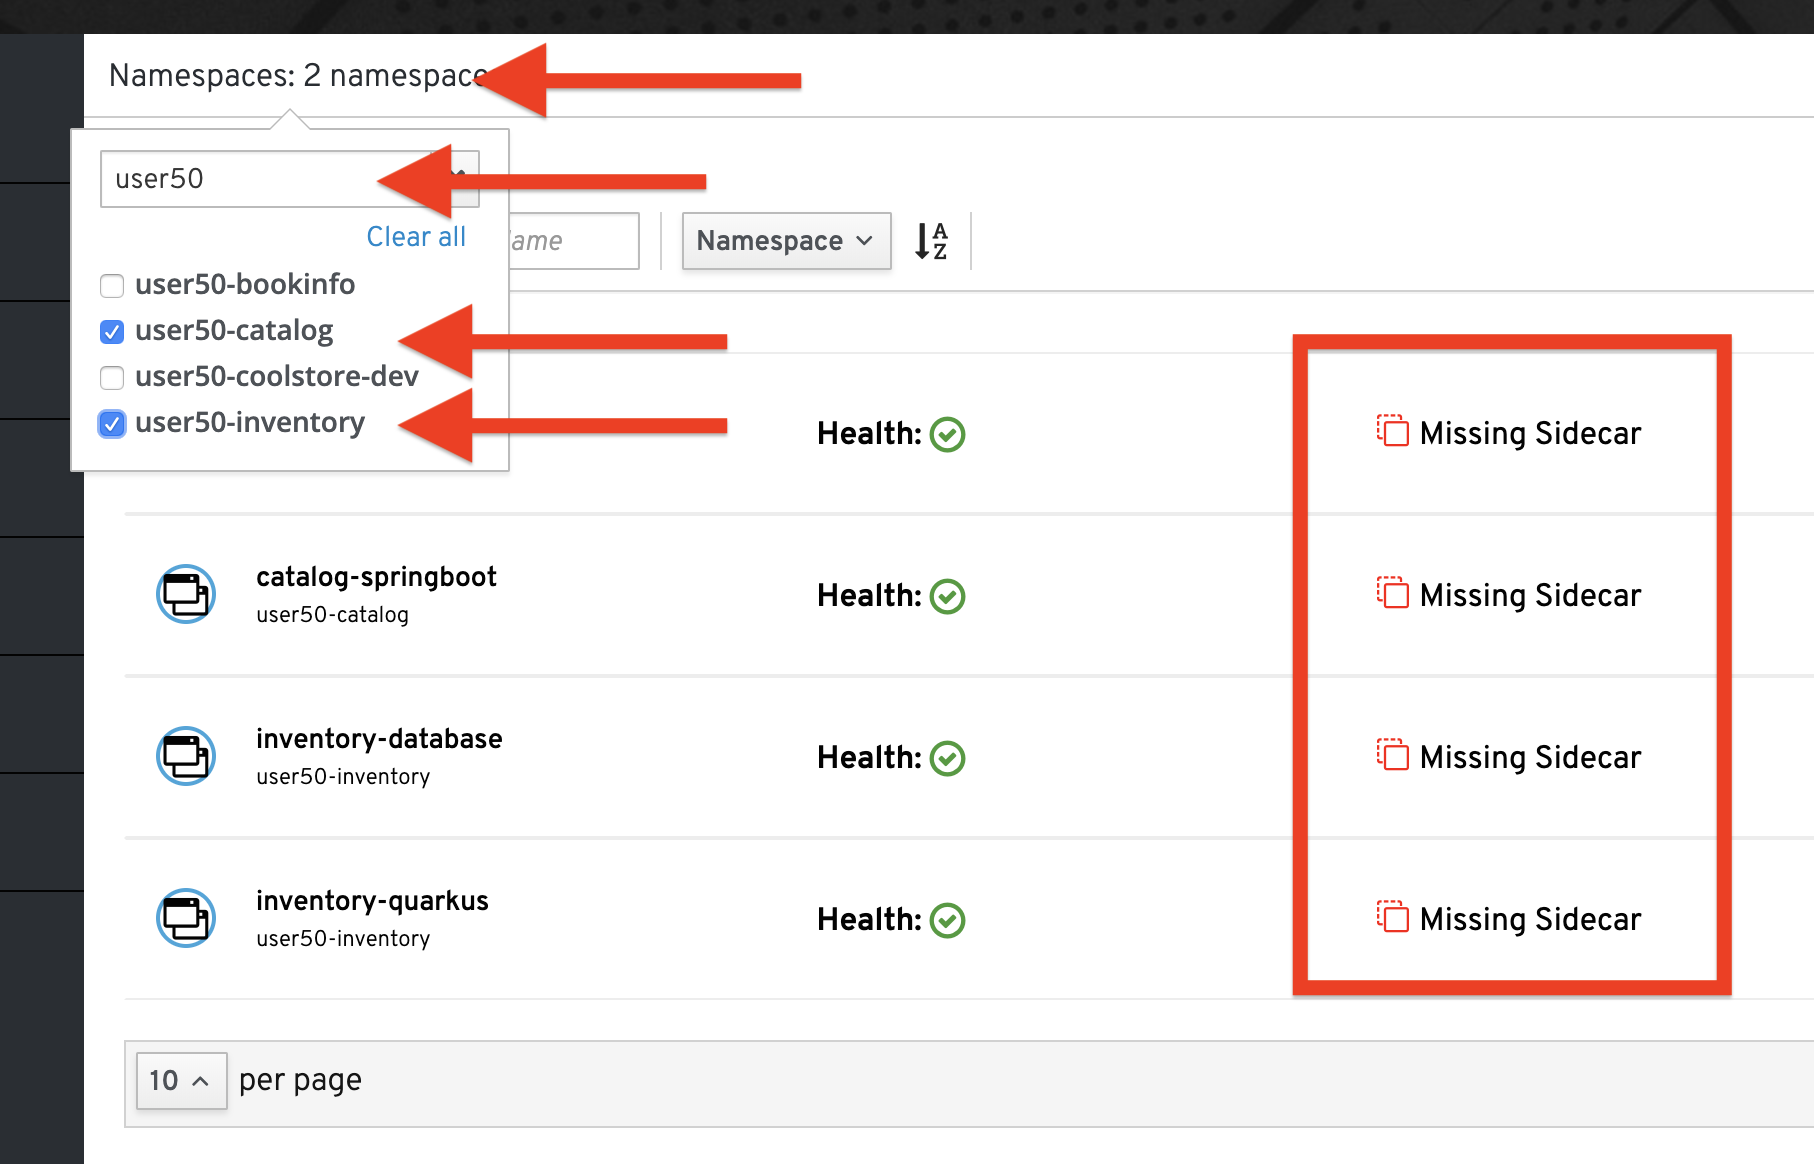 Namespaces: 2 namespace
user50
Clear all
Namespace
user50-bookinfo
user50-catalog
user50-coolstore-dev
user50-inventory
Health: Missing Sidecar
catalog-springboot
user50-catalog
Health: Missing Sidecar
inventory-database
user50-inventory
Health: Missing Sidecar
inventory-quarkus
user50-inventory
Health: Missing Sidecar
10 per page